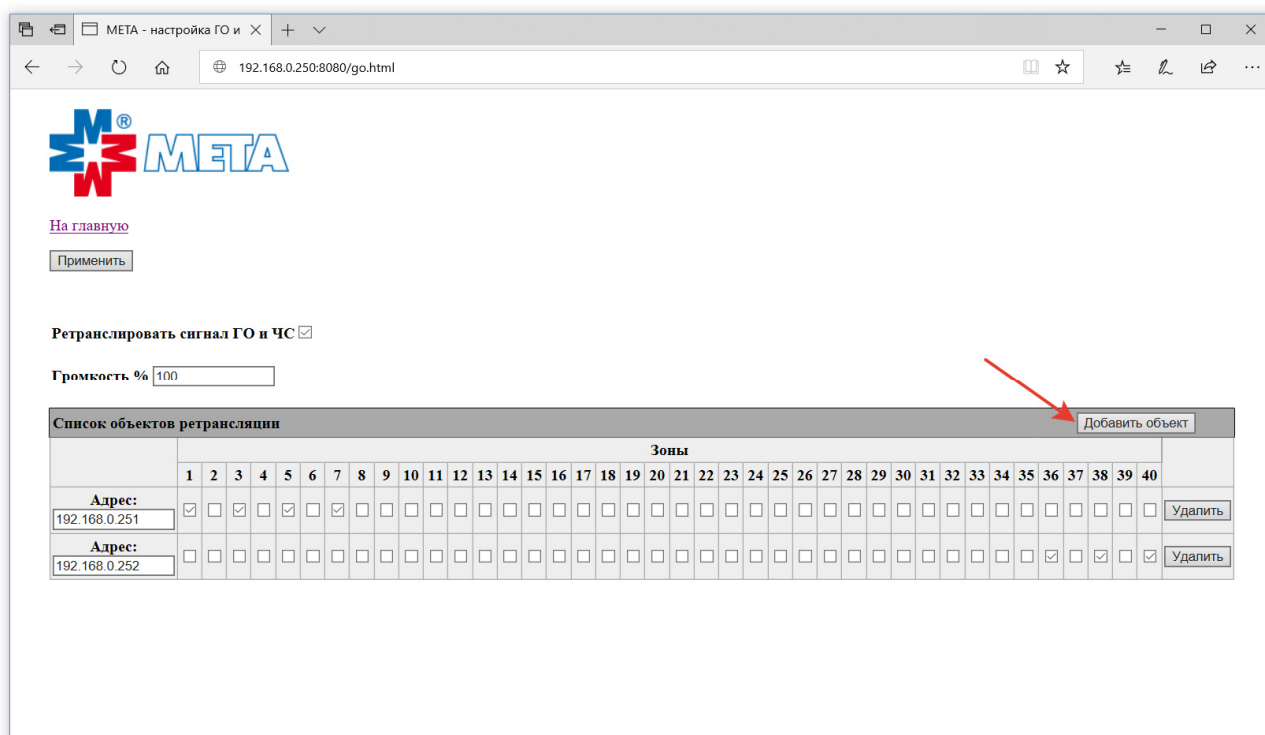 META - настройка ГО и
192.168.0.250:8080/go.html
® META
На главную
Применить
Ретранслировать сигнал ГО и ЧС
Громкость % 100
Список объектов ретрансляции Добавить объект
Зоны
1 2 3 4 5 6 7 8 9 10 11 12 13 14 15 16 17 18 19 20 21 22 23 24 25 26 27 28 29 30 31 32 33 34 35 36 37 38 39 40
Адрес:
192.168.0.251 Удалить
Адрес:
192.168.0.252 Удалить